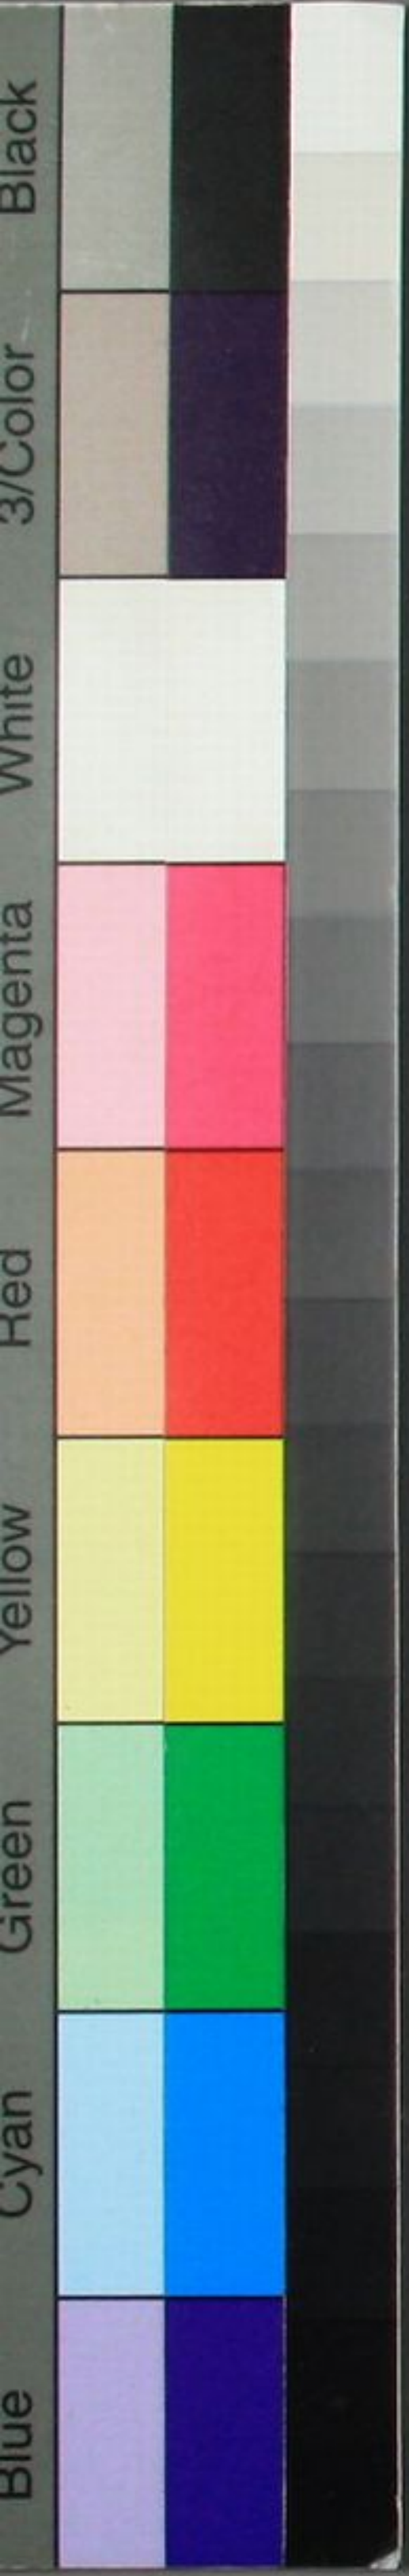 Black
3/Color
White
Magenta
Red
Yellow
Green
Cyan
Blue